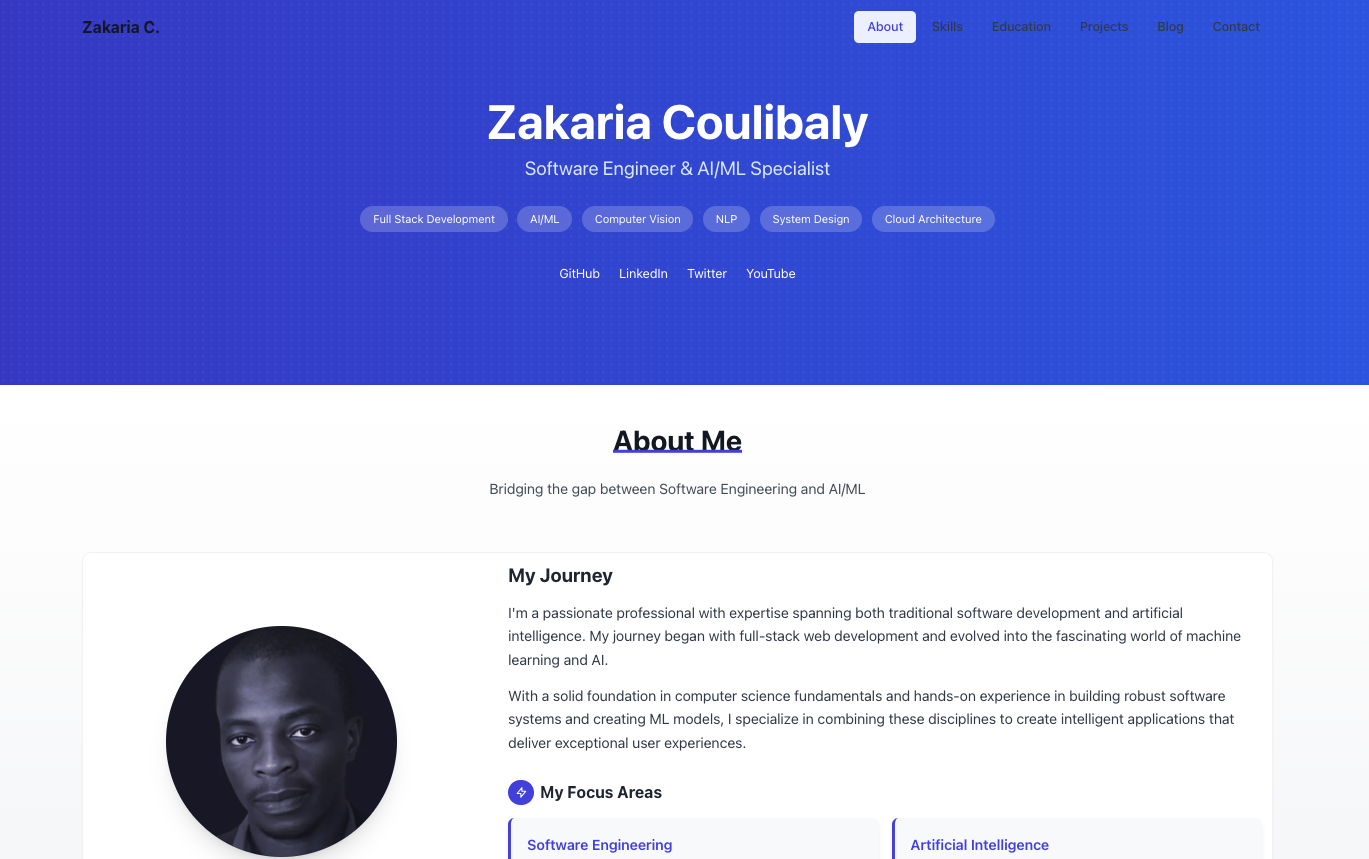 Zakaria C.
About Skills Education Projects Blog Contact
Zakaria Coulibaly
Software Engineer & AI/ML Specialist
Full Stack Development AI/ML Computer Vision NLP System Design Cloud Architecture
GitHub LinkedIn Twitter YouTube
About Me
Bridging the gap between Software Engineering and AI/ML
My Journey
I'm a passionate professional with expertise spanning both traditional software development and artificial
intelligence. My journey began with full-stack web development and evolved into the fascinating world of machine
learning and AI.
With a solid foundation in computer science fundamentals and hands-on experience in building robust software
systems and creating ML models, I specialize in combining these disciplines to create intelligent applications that
deliver exceptional user experiences.
My Focus Areas
Software Engineering
Artificial Intelligence